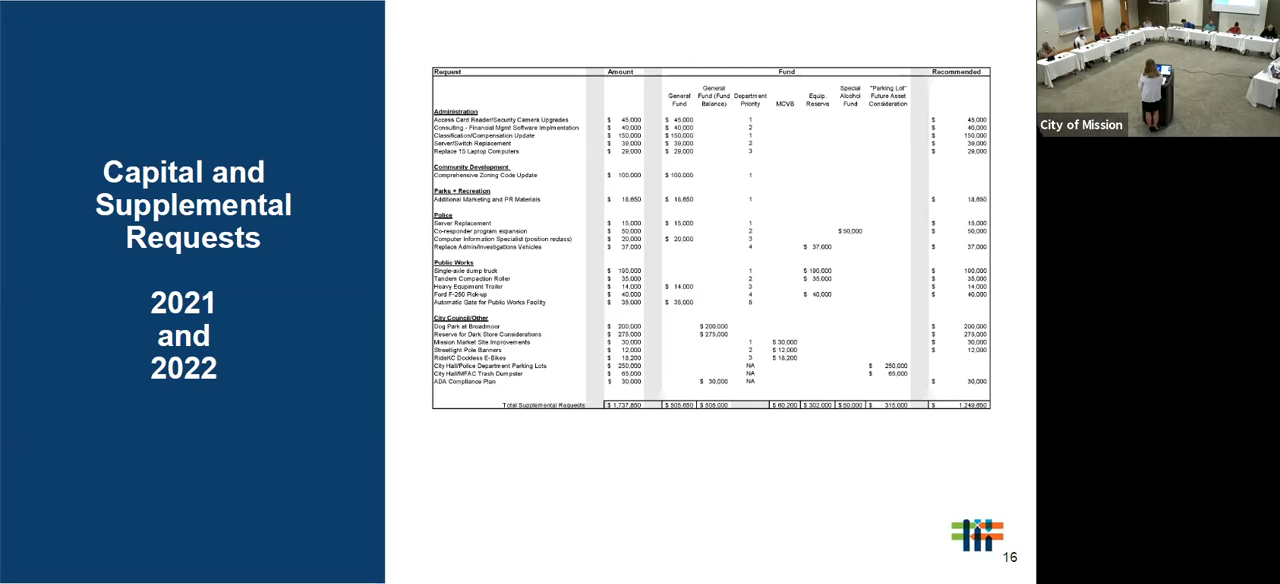 Capital and
Supplemental
Requests
2021
and
2022
Request Amount Fund Recommended
General Fund General Fund (Fund Balance) Department Priority MCVB Equip. Reserve Special Alcohol Fund "Parking Lot" Future Asset Consideration
Administration
Access Card Reader/Security Camera Upgrades $ 45,000 $ 45,000 1 $ 45,000
Consulting - Financial Mgmt Software Implmentation $ 40,000 $ 40,000 2 $ 40,000
Classification/Compensation Update $ 150,000 $ 150,000 1 $ 150,000
Server/Switch Replacement $ 39,000 $ 39,000 2 $ 39,000
Replace 15 Laptop Computers $ 29,000 $ 29,000 3 $ 29,000
Community Development
Comprehensive Zoning Code Update $ 100,000 $ 100,000 1
Parks + Recreation
Additional Marketing and PR Materials $ 18,650 $ 18,650 1 $ 18,650
Police
Server Replacement $ 15,000 $ 15,000 1 $ 15,000
Co-responder program expansion $ 50,000 2 $ 50,000 $ 50,000
Computer Information Specialist (position reclass) $ 20,000 $ 20,000 3
Replace Admin/Investigations Vehicles $ 37,000 4 $ 37,000 $ 37,000
Public Works
Single-axle dump truck $ 190,000 1 $ 190,000 $ 190,000
Tandem Compaction Roller $ 35,000 2 $ 35,000 $ 35,000
Heavy Equipment Trailer $ 14,000 $ 14,000 3 $ 14,000
Ford F-250 Pick-up $ 40,000 4 $ 40,000 $ 40,000
Automatic Gate for Public Works Facility $ 35,000 $ 35,000 5
City Council/Other
Dog Park at Broadmoor $ 200,000 $ 200,000 $ 200,000
Reserve for Dark Store Considerations $ 275,000 $ 275,000 $ 275,000
Mission Market Site Improvements $ 30,000 1 $ 30,000 $ 30,000
Streetlight Pole Banners $ 12,000 2 $ 12,000 $ 12,000
RideKC Dockless E-Bikes $ 18,200 3 $ 18,200
City Hall/Police Department Parking Lots $ 250,000 NA $ 250,000
City Hall/MFAC Trash Dumpster $ 65,000 NA $ 65,000
ADA Compliance Plan $ 30,000 $ 30,000 NA $ 30,000
Total Supplemental Requests $ 1,737,850 $ 505,650 $ 505,000 $ 60,200 $ 302,000 $ 50,000 $ 315,000 $ 1,249,650
16
City of Mission